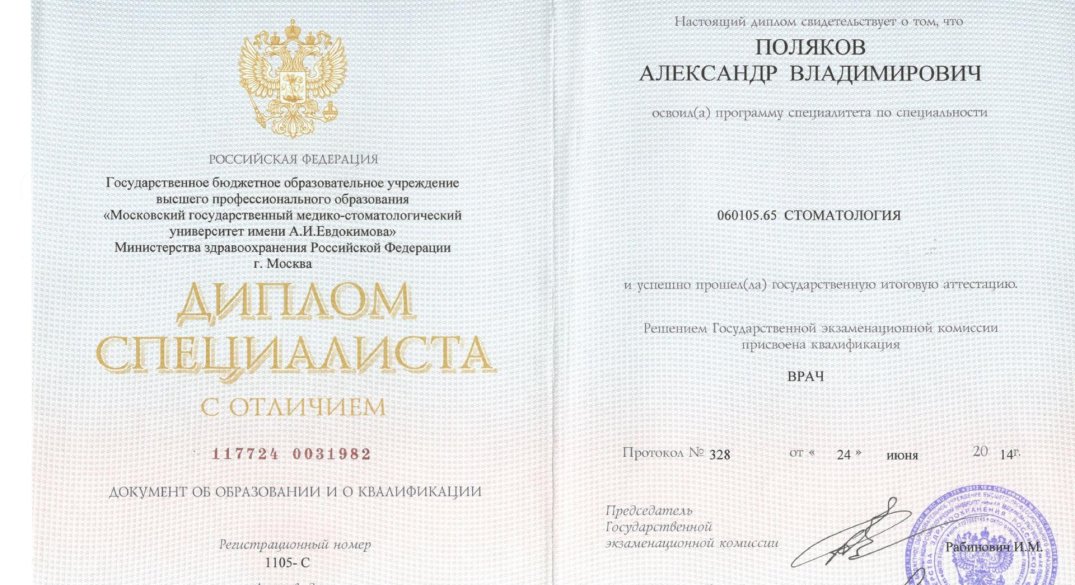 РОССИЙСКАЯ ФЕДЕРАЦИЯ
Государственное бюджетное образовательное учреждение
высшего профессионального образования
«Московский государственный медико-стоматологический
университет имени А.И.Евдокимова»
Министерства здравоохранения Российской Федерации
г. Москва
ДИПЛОМ
СПЕЦИАЛИСТА
С ОТЛИЧИЕМ
117724 0031982
ДОКУМЕНТ ОБ ОБРАЗОВАНИИ И О КВАЛИФИКАЦИИ
Регистрационный номер
1105- С
Настоящий диплом свидетельствует о том, что
ПОЛЯКОВ
АЛЕКСАНДР ВЛАДИМИРОВИЧ
освоил(а) программу специалитета по специальности
060105.65 СТОМАТОЛОГИЯ
и успешно прошел(ла) государственную итоговую аттестацию.
Решением Государственной экзаменационной комиссии
присвоена квалификация
ВРАЧ
Протокол № 328 от « 24 » июня 20 14г.
Председатель
Государственной
экзаменационной комиссии
Рабинович И.М.